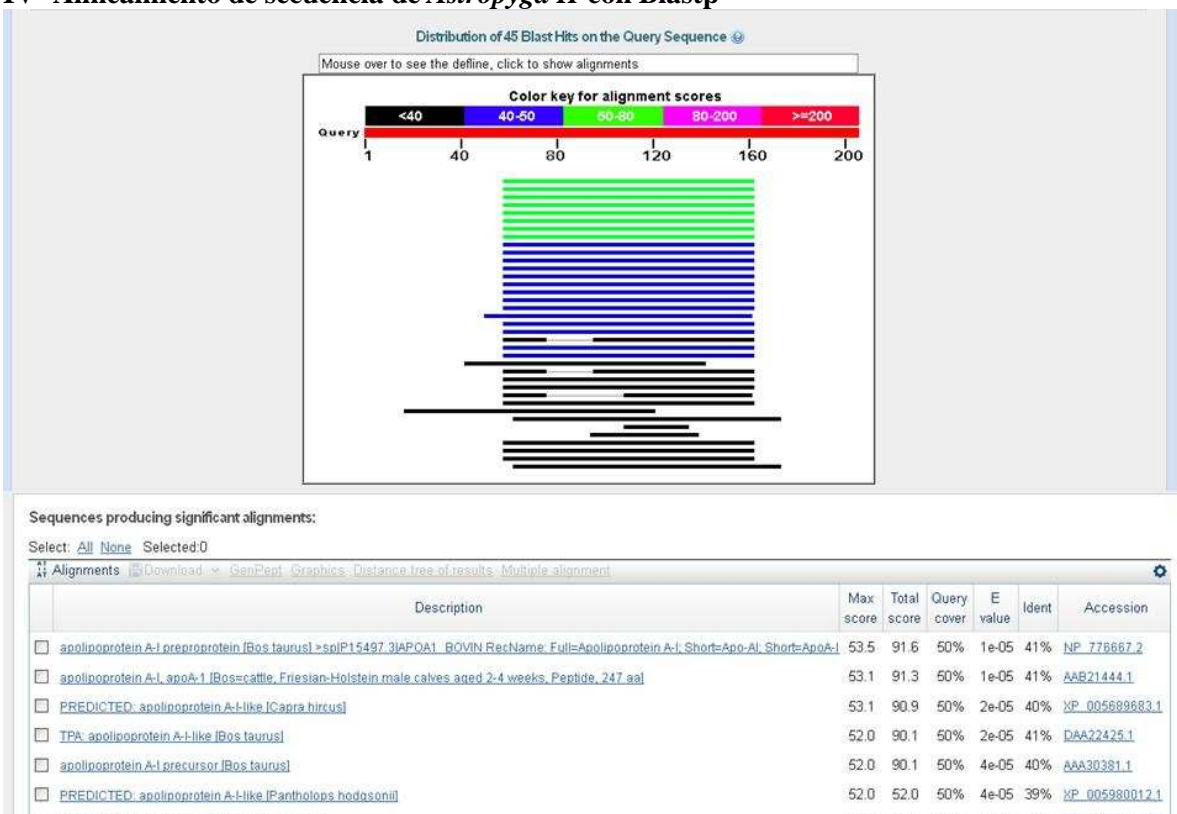 IV Alineamiento de secuencia de Astropyga II con Blastp
Distribution of 45 Blast Hits on the Query Sequence
Mouse over to see the defline, click to show alignments
Color key for alignment scores
<40 40-50 50-80 80-200 >=200
Query
1 40 80 120 160 200
Sequences producing significant alignments:
Select: All None Selected:0
Alignments Download GenPept Graphics Distance tree of results Multiple alignment
Description Max score Total score Query cover E value Ident Accession
apolipoprotein A-I preproprotein [Bos taurus] >sp|P15497.3|APOA1_BOVIN RecName: Full=Apolipoprotein A-I; Short=Apo-AI; Short=ApoA-I 53.5 91.6 50% 1e-05 41% NP_776667.2
apolipoprotein A-I, apoA-1 [Bos=cattle, Friesian-Holstein male calves aged 2-4 weeks, Peptide, 247 aa] 53.1 91.3 50% 1e-05 41% AAB21444.1
PREDICTED: apolipoprotein A-I-like [Capra hircus] 53.1 90.9 50% 2e-05 40% XP_005689683.1
TPA: apolipoprotein A-I-like [Bos taurus] 52.0 90.1 50% 2e-05 41% DAA22425.1
apolipoprotein A-I precursor [Bos taurus] 52.0 90.1 50% 4e-05 40% AAA30381.1
PREDICTED: apolipoprotein A-I-like [Pantholops hodgsonii] 52.0 52.0 50% 4e-05 39% XP_005980012.1